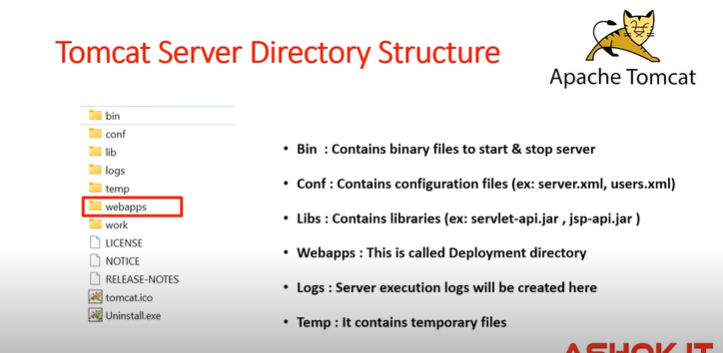 Tomcat Server Directory Structure
Apache Tomcat
bin
conf
lib
logs
temp
webapps
work
LICENSE
NOTICE
RELEASE-NOTES
tomcat.ico
Uninstall.exe
• Bin : Contains binary files to start & stop server
• Conf : Contains configuration files (ex: server.xml, users.xml)
• Libs : Contains libraries (ex: servlet-api.jar , jsp-api.jar )
• Webapps : This is called Deployment directory
• Logs : Server execution logs will be created here
• Temp : It contains temporary files
ASHOK IT